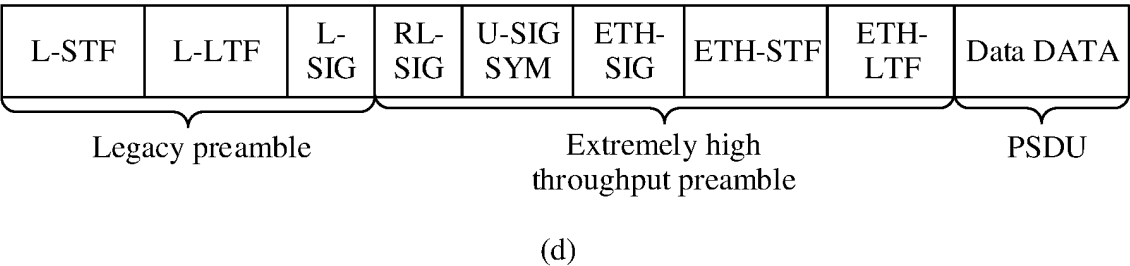 L-STF
L-LTF
L-
SIG
RL-
SIG
U-SIG
SYM
ETH-
SIG
ETH-STF
ETH-
LTF
Data DATA
Legacy preamble
Extremely high
throughput preamble
PSDU
(d)